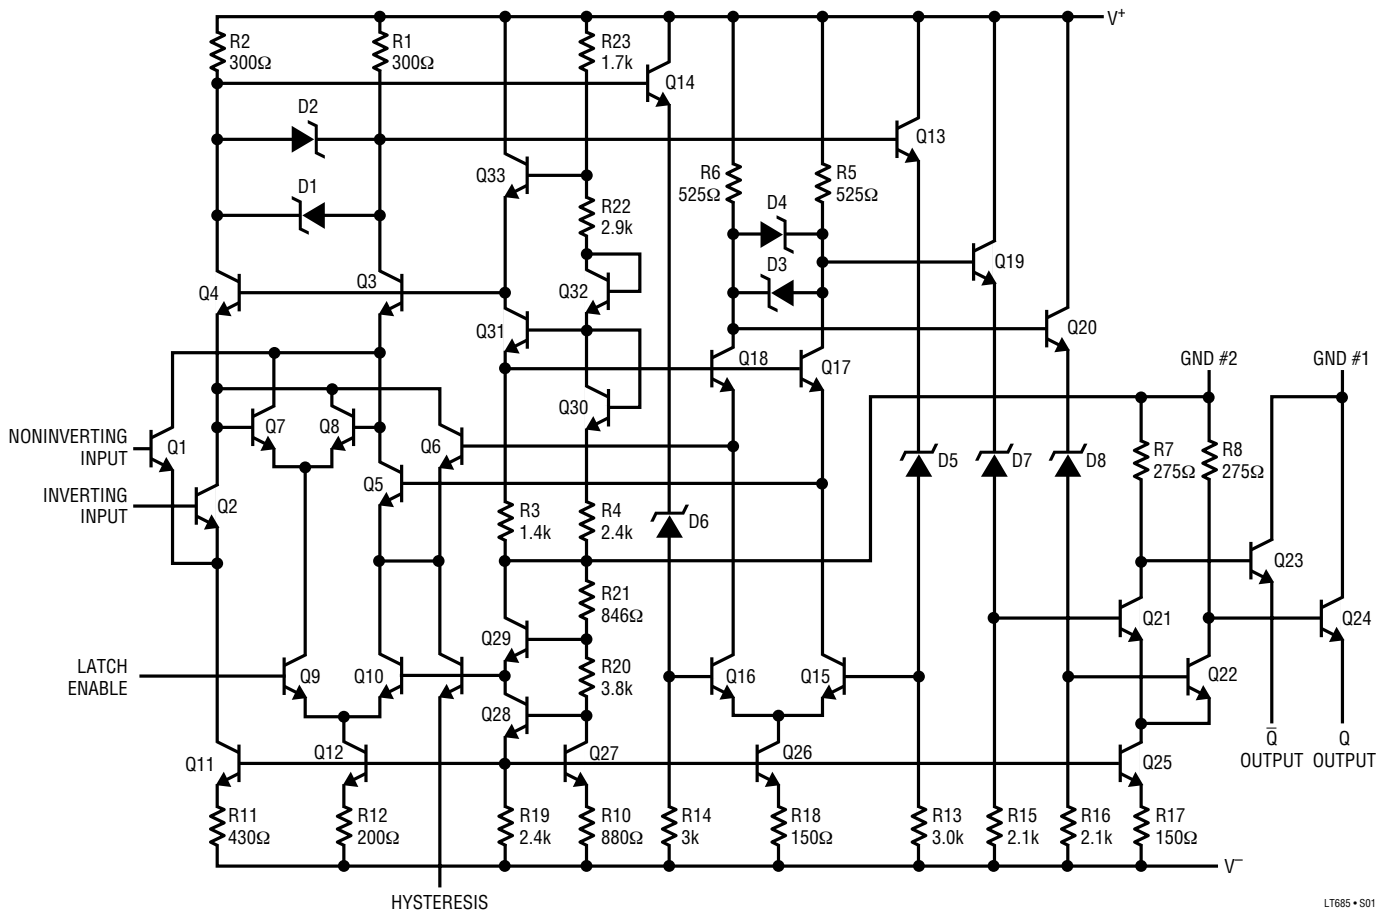 V+
R2
300Ω
R1
300Ω
R23
1.7k
Q14
D2
Q13
Q33
R6
525Ω
R5
525Ω
D1
R22
2.9k
D4
Q19
Q4
Q3
Q32
D3
Q31
Q20
Q18
Q17
GND #2
GND #1
Q30
NONINVERTING
INPUT
Q1
Q7
Q8
Q6
R7
275Ω
R8
275Ω
D5
D7
D8
INVERTING
INPUT
Q2
Q5
R3
1.4k
R4
2.4k
D6
Q23
R21
846Ω
Q21
Q24
Q29
LATCH
ENABLE
Q9
Q10
R20
3.8k
Q16
Q15
Q22
Q28
Q11
Q12
Q27
Q26
Q25
Q̅
OUTPUT
Q
OUTPUT
R11
430Ω
R12
200Ω
R19
2.4k
R10
880Ω
R14
3k
R18
150Ω
R13
3.0k
R15
2.1k
R16
2.1k
R17
150Ω
V–
HYSTERESIS
LT685 • S01